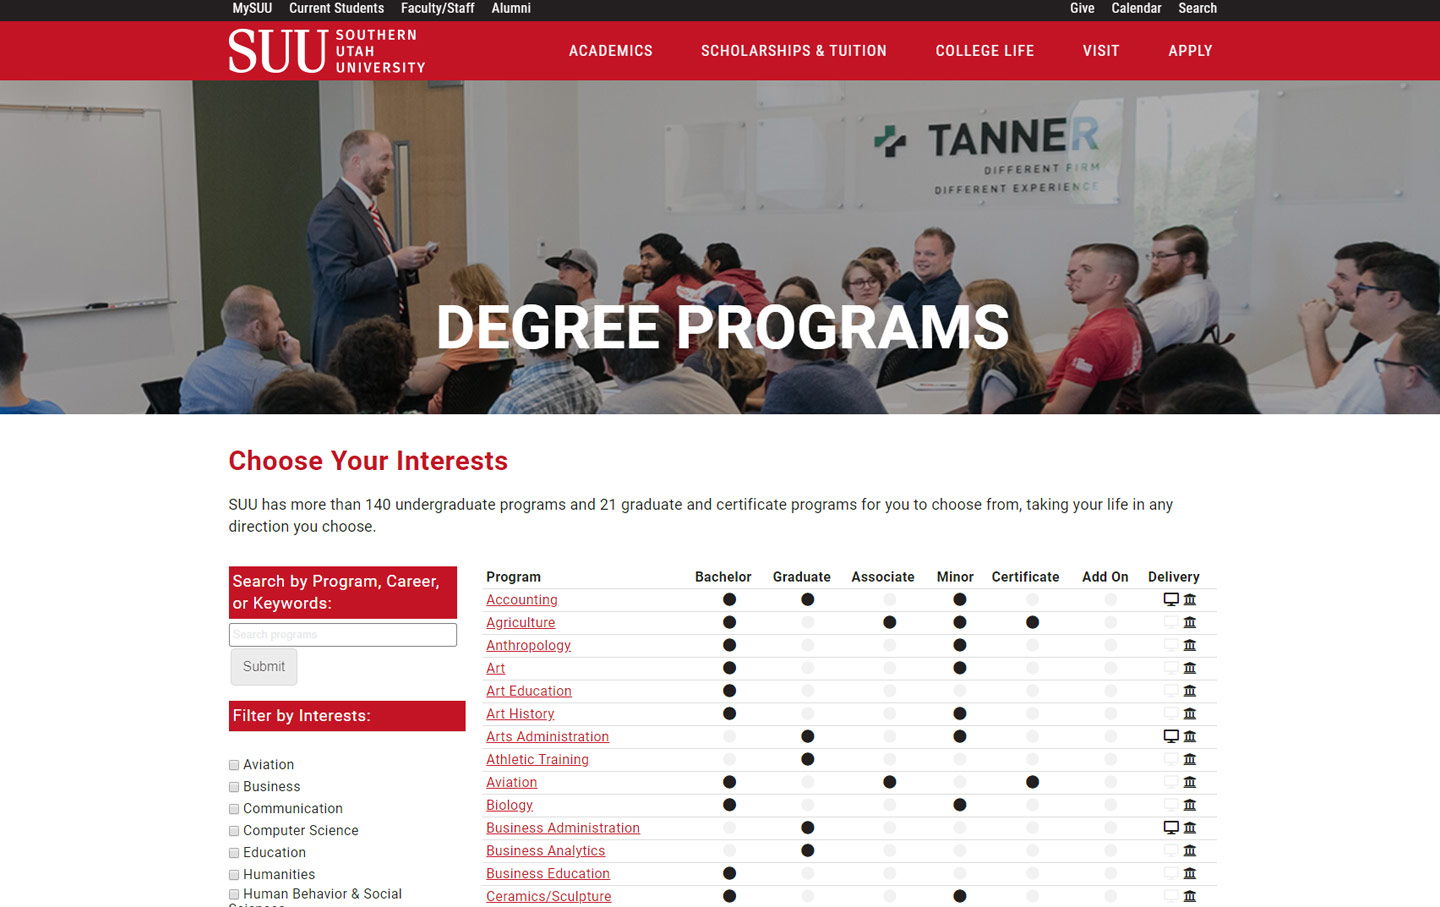 MySUU Current Students Faculty/Staff Alumni Give Calendar Search
SUU SOUTHERN
UTAH
UNIVERSITY
ACADEMICS SCHOLARSHIPS & TUITION COLLEGE LIFE VISIT APPLY
TANNER
DIFFERENT FIRM
DIFFERENT EXPERIENCE
DEGREE PROGRAMS
Choose Your Interests
SUU has more than 140 undergraduate programs and 21 graduate and certificate programs for you to choose from, taking your life in any
direction you choose.
Search by Program, Career,
or Keywords:
Search programs
Submit
Filter by Interests:
Aviation
Business
Communication
Computer Science
Education
Humanities
Human Behavior & Social
Program Bachelor Graduate Associate Minor Certificate Add On Delivery
Accounting
Agriculture
Anthropology
Art
Art Education
Art History
Arts Administration
Athletic Training
Aviation
Biology
Business Administration
Business Analytics
Business Education
Ceramics/Sculpture